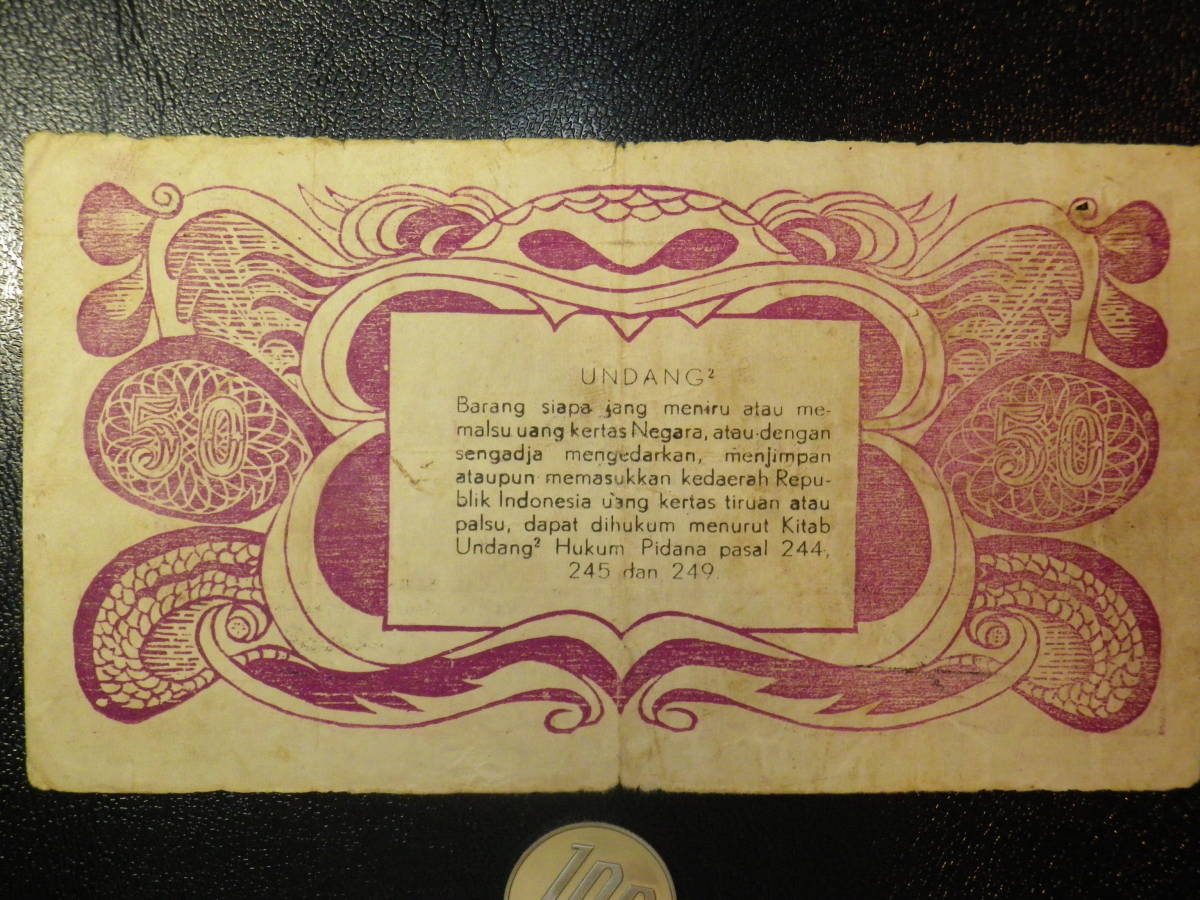 UNDANG²
Barang siapa jang meniru atau me-
malsu uang kertas Negara, atau dengan
sengadja mengedarkan, menjimpan
ataupun memasukkan kedaerah Repu-
blik Indonesia uang kertas tiruan atau
palsu, dapat dihukum menurut Kitab
Undang² Hukum Pidana pasal 244,
245 dan 249.
50
50
100